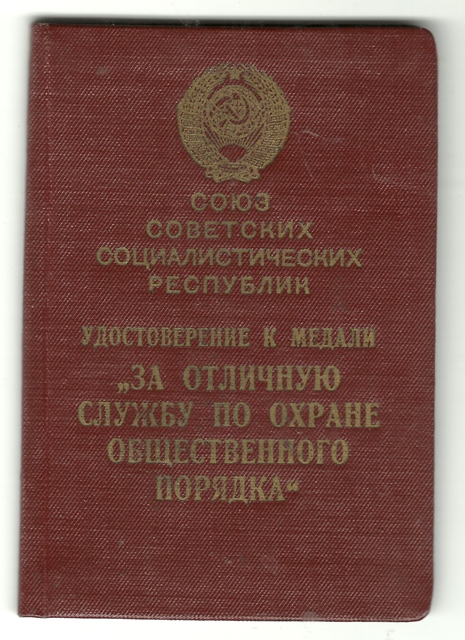 СОЮЗ
СОВЕТСКИХ
СОЦИАЛИСТИЧЕСКИХ
РЕСПУБЛИК
УДОСТОВЕРЕНИЕ К МЕДАЛИ
„ЗА ОТЛИЧНУЮ
СЛУЖБУ ПО ОХРАНЕ
ОБЩЕСТВЕННОГО
ПОРЯДКА“